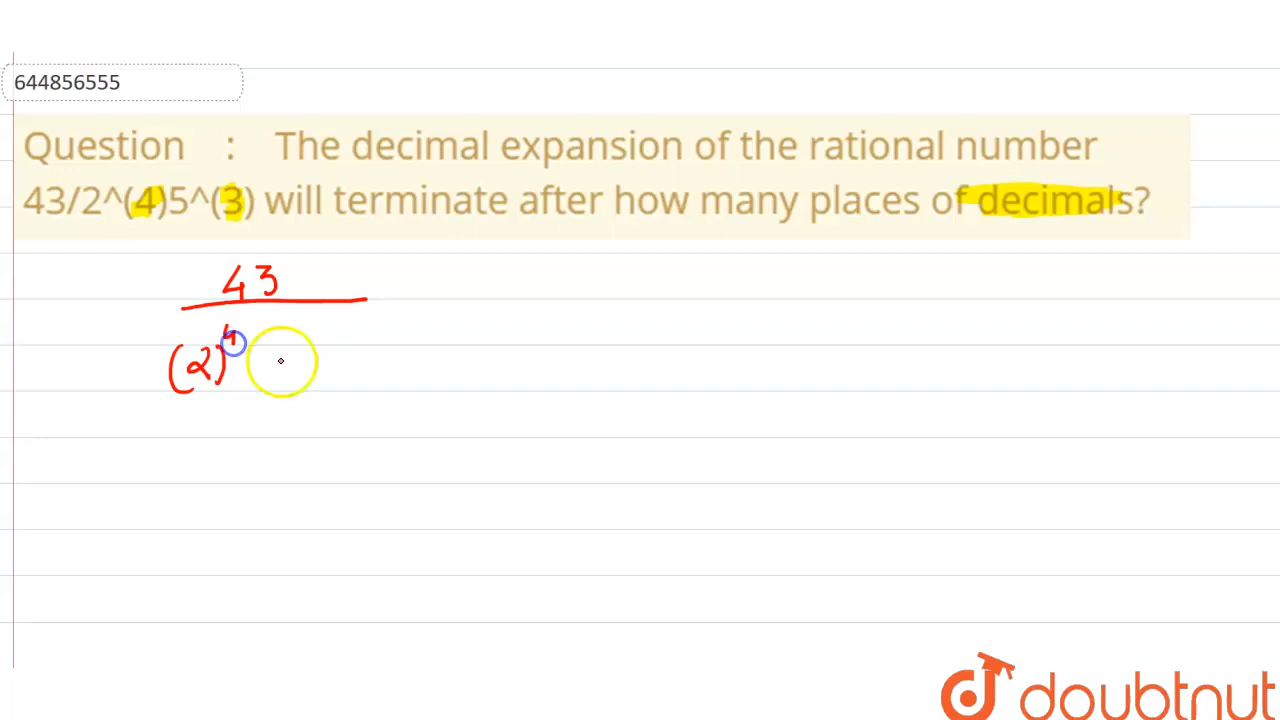 644856555
Question : The decimal expansion of the rational number
43/2^(4)5^(3) will terminate after how many places of decimals?
43
(2)^4
doubtnut